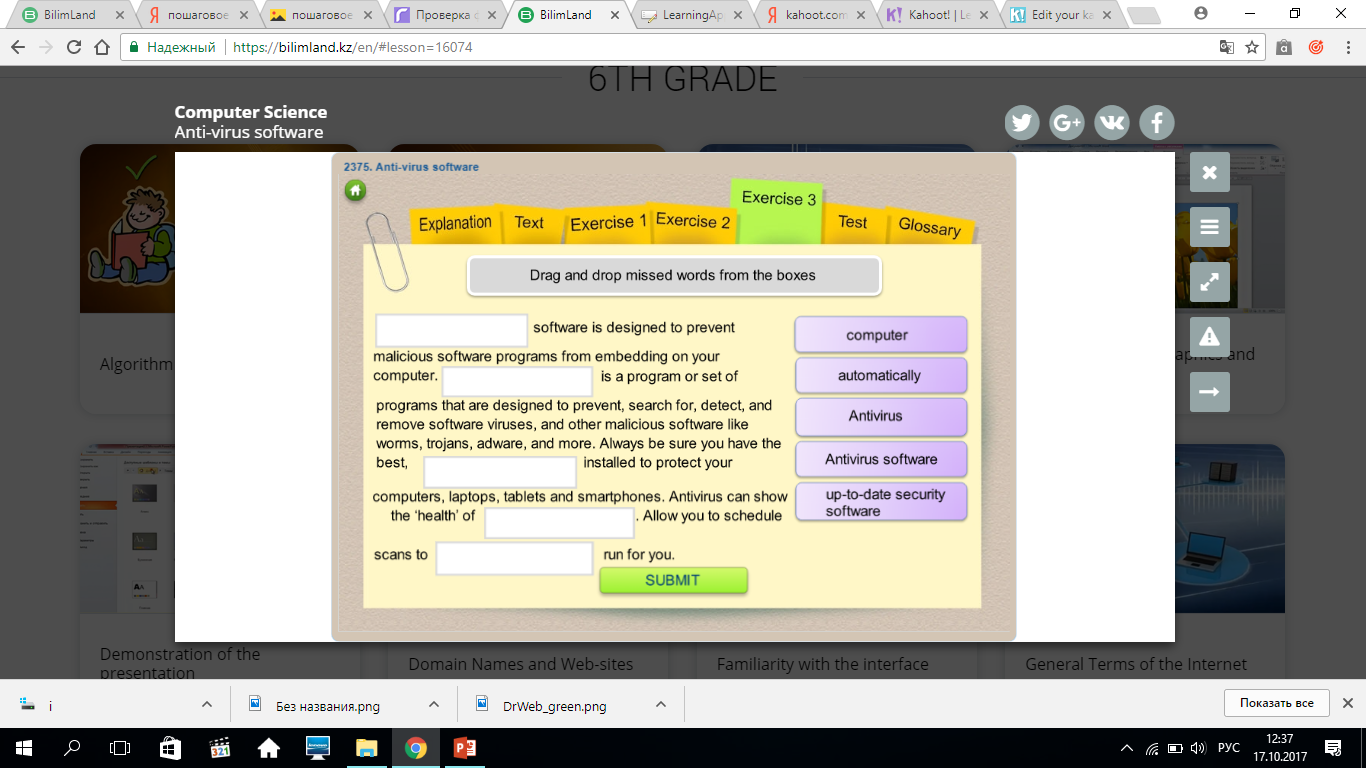 BilimLand
пошаговое
пошаговое
Проверка с
BilimLand
LearningAp
kahoot.com
Kahoot! | Le
Edit your ka
Надежный
https://bilimland.kz/en/#lesson=16074
6TH GRADE
Computer Science
Anti-virus software
2375. Anti-virus software
Explanation
Text
Exercise 1
Exercise 2
Exercise 3
Test
Glossary
Drag and drop missed words from the boxes
software is designed to prevent
malicious software programs from embedding on your
computer. is a program or set of
programs that are designed to prevent, search for, detect, and
remove software viruses, and other malicious software like
worms, trojans, adware, and more. Always be sure you have the
best, installed to protect your
computers, laptops, tablets and smartphones. Antivirus can show
the ‘health’ of . Allow you to schedule
scans to run for you.
computer
automatically
Antivirus
Antivirus software
up-to-date security
software
SUBMIT
Algorithm
and
Demonstration of the
presentation
Domain Names and Web-sites
Familiarity with the interface
General Terms of the Internet
i
Без названия.png
DrWeb_green.png
Показать все
РУС
12:37
17.10.2017